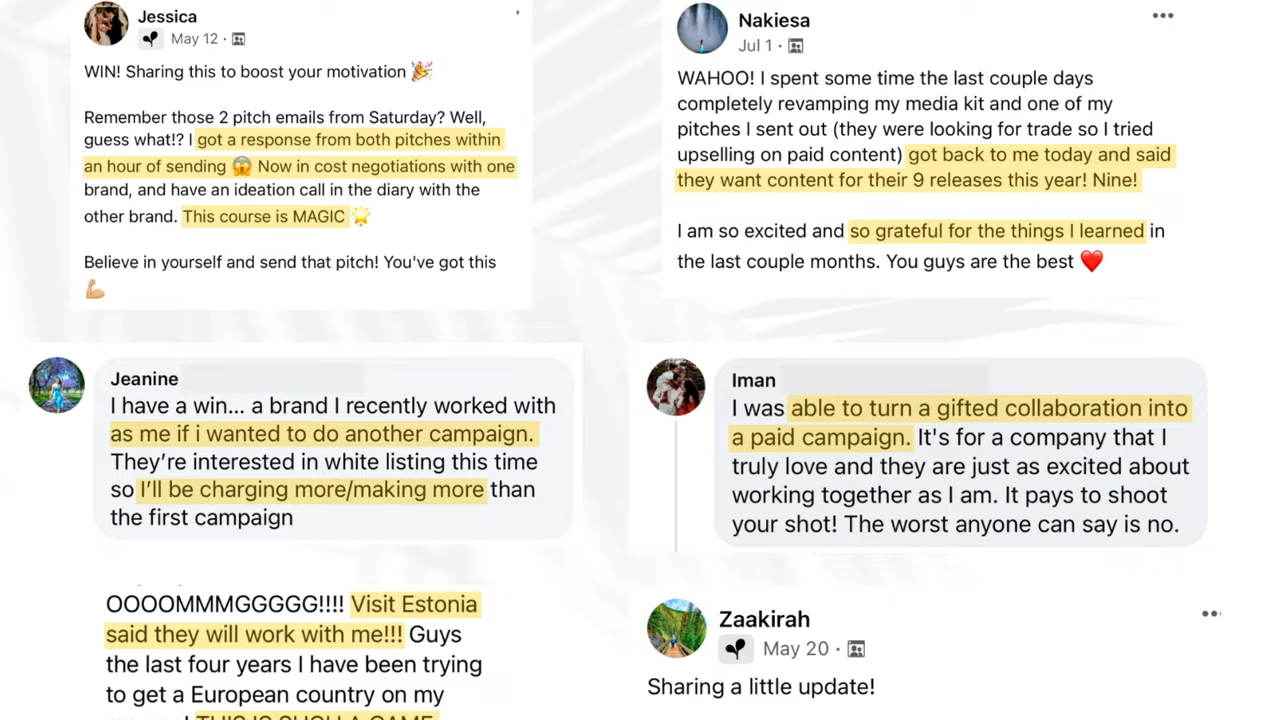 Jessica
May 12 ·
WIN! Sharing this to boost your motivation 🎉
Remember those 2 pitch emails from Saturday? Well,
guess what!? I got a response from both pitches within
an hour of sending 😱 Now in cost negotiations with one
brand, and have an ideation call in the diary with the
other brand. This course is MAGIC 🌟
Believe in yourself and send that pitch! You've got this
💪🏼
Nakiesa
Jul 1 ·
WAHOO! I spent some time the last couple days
completely revamping my media kit and one of my
pitches I sent out (they were looking for trade so I tried
upselling on paid content) got back to me today and said
they want content for their 9 releases this year! Nine!
I am so excited and so grateful for the things I learned in
the last couple months. You guys are the best ❤️
Jeanine
I have a win... a brand I recently worked with
as me if i wanted to do another campaign.
They're interested in white listing this time
so I'll be charging more/making more than
the first campaign
Iman
I was able to turn a gifted collaboration into
a paid campaign. It's for a company that I
truly love and they are just as excited about
working together as I am. It pays to shoot
your shot! The worst anyone can say is no.
OOOOMMMGGGGG!!!! Visit Estonia
said they will work with me!!! Guys
the last four years I have been trying
to get a European country on my
THIS IS SUCH A GAME
Zaakirah
May 20 ·
Sharing a little update!